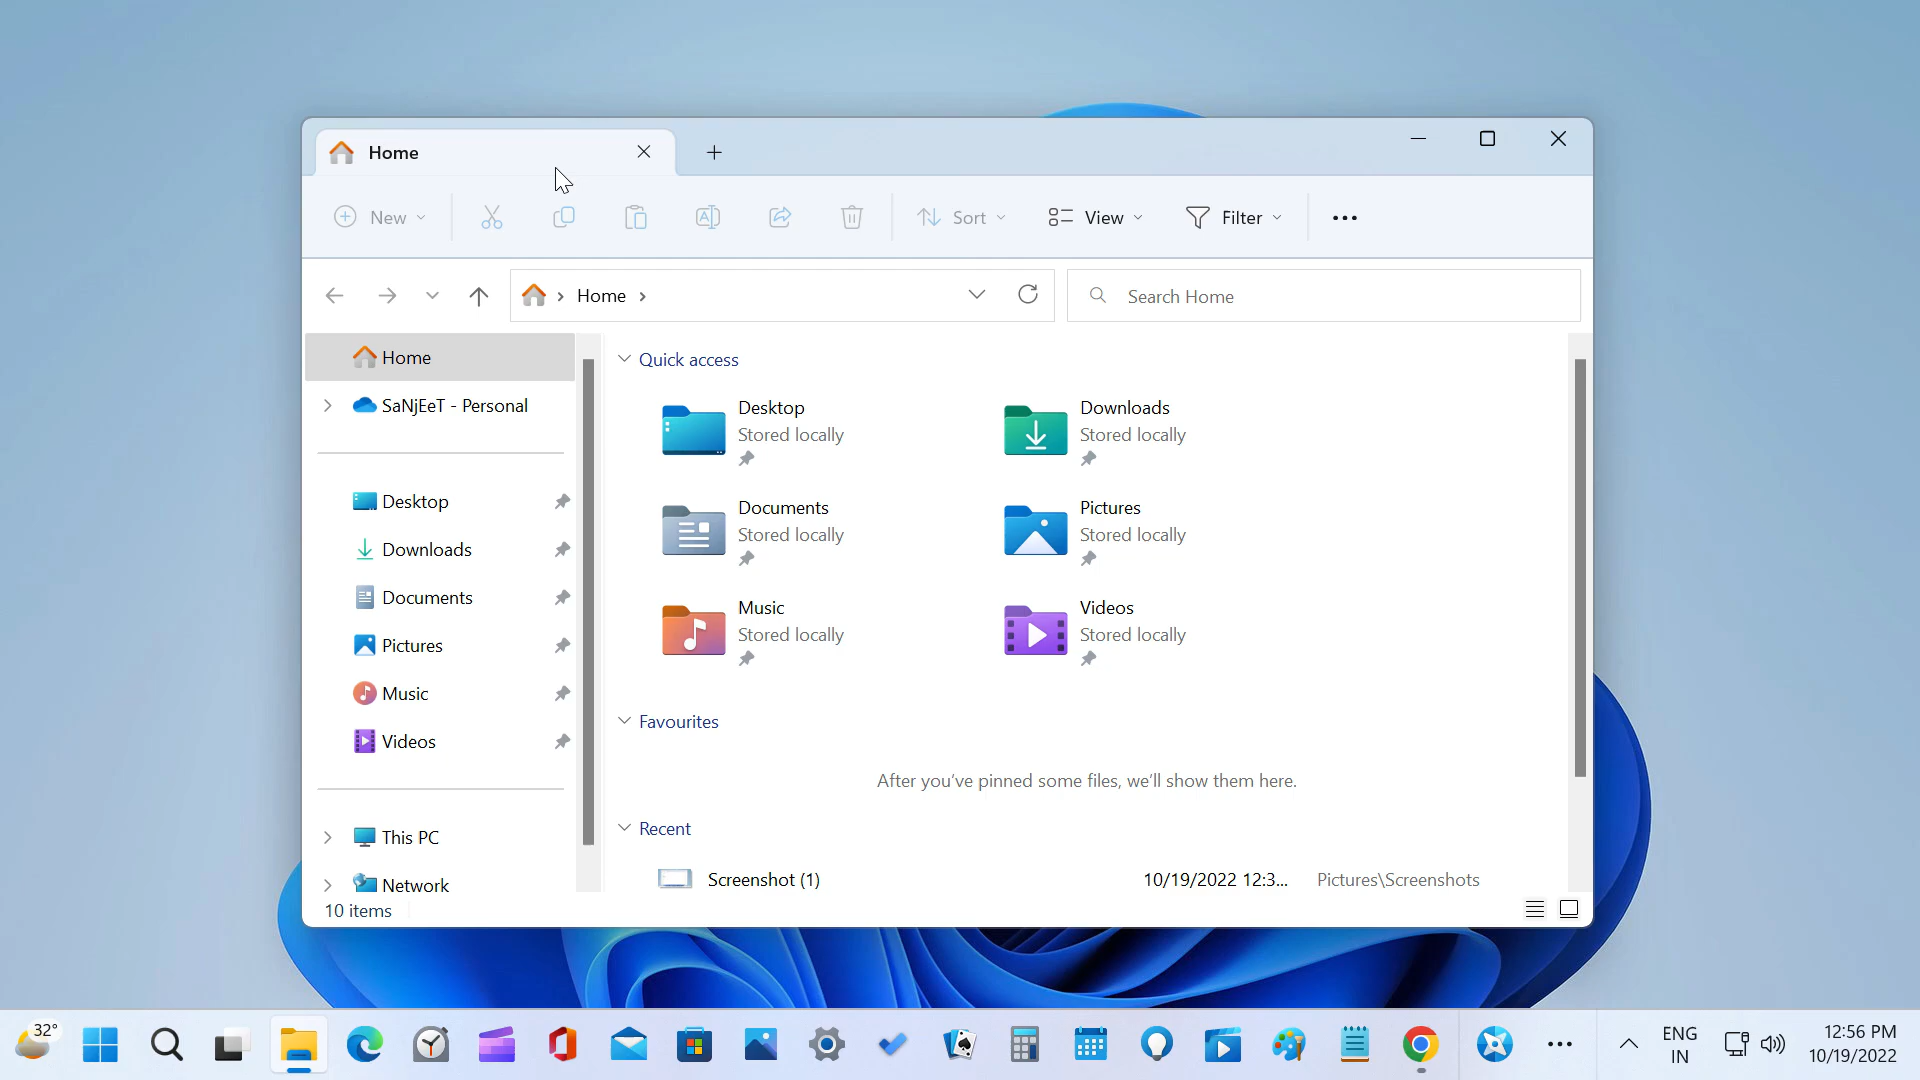 Home
New
Sort
View
Filter
Home
Search Home
Home
SaNjEeT - Personal
Desktop
Downloads
Documents
Pictures
Music
Videos
This PC
Network
10 items
Quick access
Desktop
Stored locally
Downloads
Stored locally
Documents
Stored locally
Pictures
Stored locally
Music
Stored locally
Videos
Stored locally
Favourites
After you've pinned some files, we'll show them here.
Recent
Screenshot (1) 10/19/2022 12:3... Pictures\Screenshots
32°
ENG
IN
12:56 PM
10/19/2022